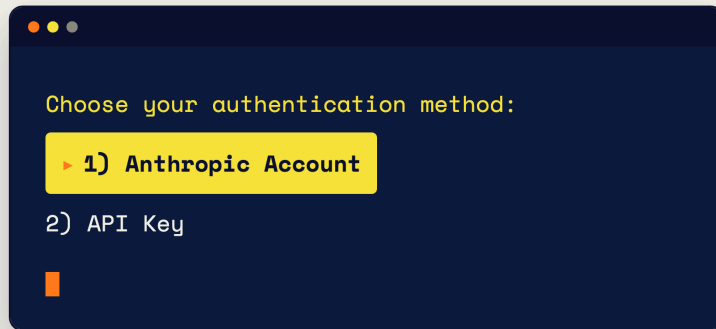 Choose your authentication method:
▸ 1) Anthropic Account
2) API Key